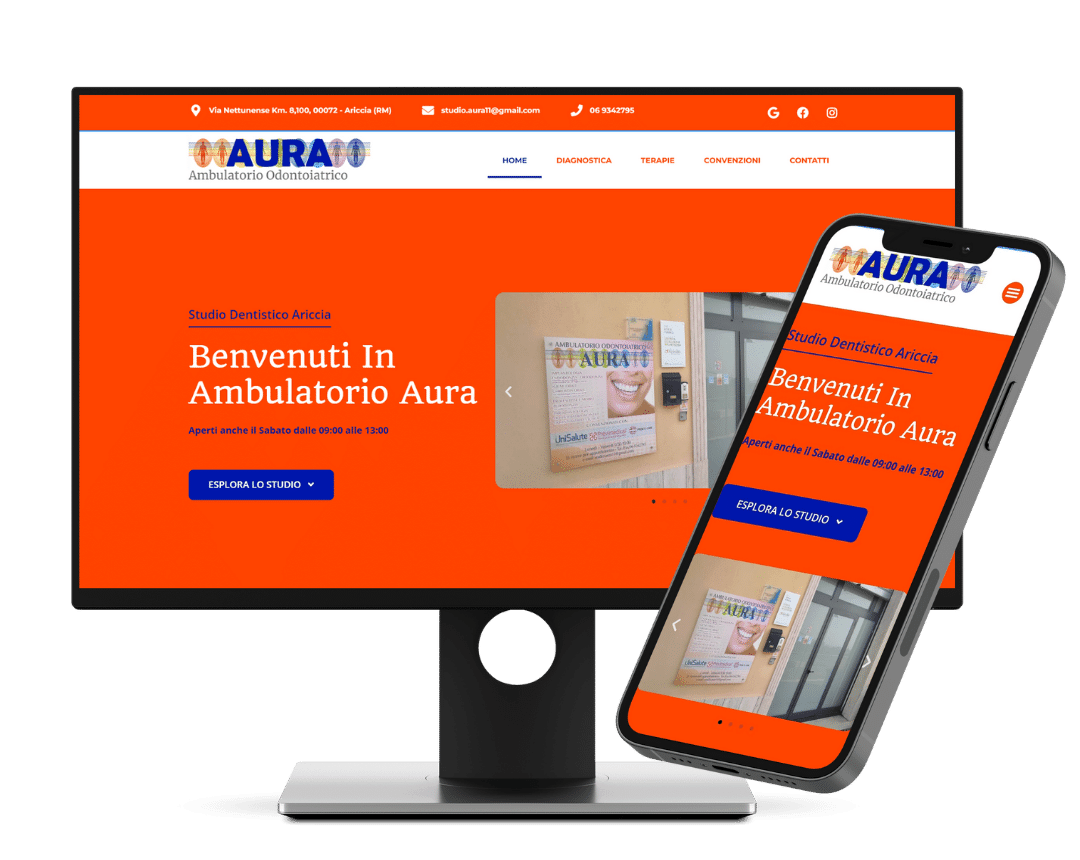 Via Nettunense Km. 8,100, 00072 - Ariccia (RM)
studio.aura11@gmail.com
06 9342795
AURA
Ambulatorio Odontoiatrico
HOME
DIAGNOSTICA
TERAPIE
CONVENZIONI
CONTATTI
Studio Dentistico Ariccia
Benvenuti In
Ambulatorio Aura
Aperti anche il Sabato dalle 09:00 alle 13:00
ESPLORA LO STUDIO
AMBULATORIO ODONTOIATRICO
AURA
UniSalute
AURA
Ambulatorio Odontoiatrico
Studio Dentistico Ariccia
Benvenuti In
Ambulatorio Aura
Aperti anche il Sabato dalle 09:00 alle 13:00
ESPLORA LO STUDIO
AMBULATORIO ODONTOIATRICO
AURA
UniSalute